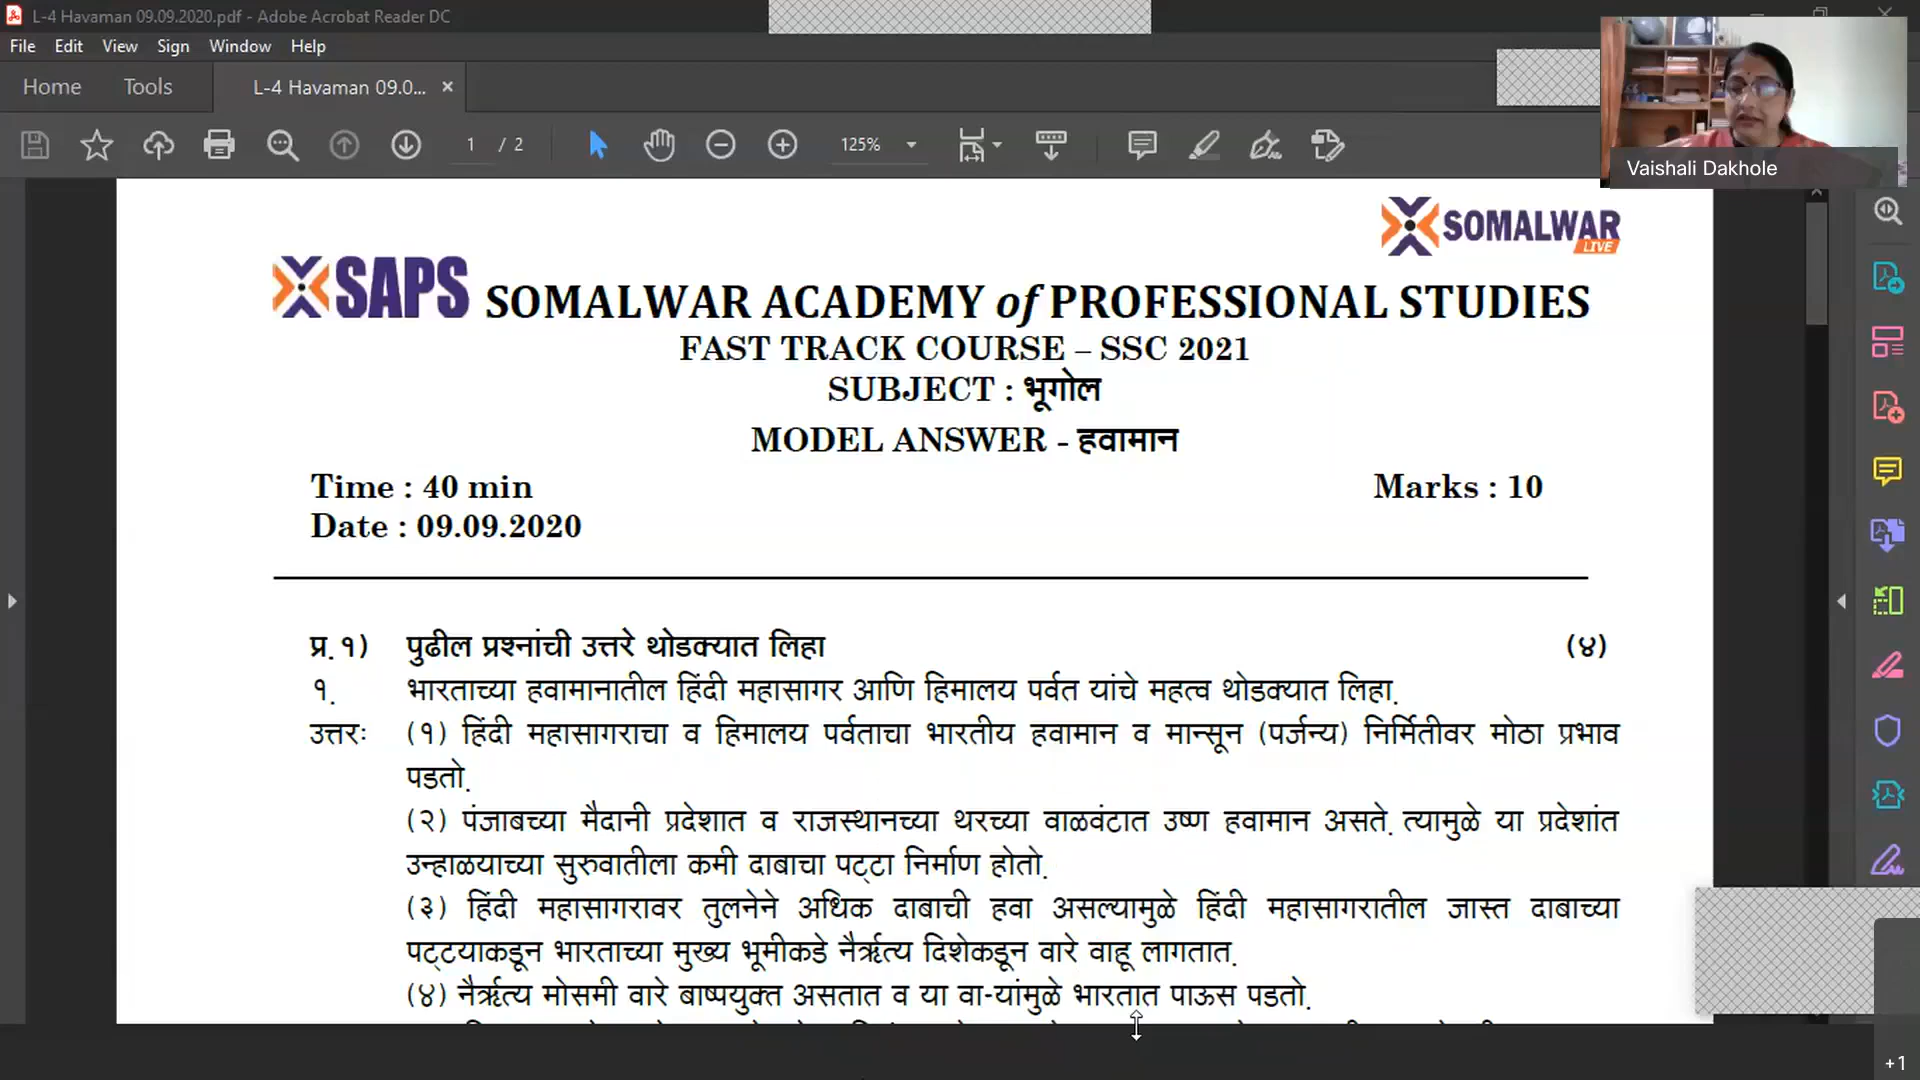 L-4 Havaman 09.09.2020.pdf - Adobe Acrobat Reader DC
File Edit View Sign Window Help
Home Tools L-4 Havaman 09.0... ×
1 / 2 125%
Vaishali Dakhole
SOMALWAR
LIVE
SAPS SOMALWAR ACADEMY of PROFESSIONAL STUDIES
FAST TRACK COURSE – SSC 2021
SUBJECT : भूगोल
MODEL ANSWER - हवामान
Time : 40 min Marks : 10
Date : 09.09.2020
प्र.१) पुढील प्रश्नांची उत्तरे थोडक्यात लिहा (४)
१. भारताच्या हवामानातील हिंदी महासागर आणि हिमालय पर्वत यांचे महत्व थोडक्यात लिहा.
उत्तरः (१) हिंदी महासागराचा व हिमालय पर्वताचा भारतीय हवामान व मान्सून (पर्जन्य) निर्मितीवर मोठा प्रभाव
पडतो.
(२) पंजाबच्या मैदानी प्रदेशात व राजस्थानच्या थरच्या वाळवंटात उष्ण हवामान असते. त्यामुळे या प्रदेशांत
उन्हाळयाच्या सुरुवातीला कमी दाबाचा पट्टा निर्माण होतो.
(३) हिंदी महासागरावर तुलनेने अधिक दाबाची हवा असल्यामुळे हिंदी महासागरातील जास्त दाबाच्या
पट्टयाकडून भारताच्या मुख्य भूमीकडे नैर्ऋत्य दिशेकडून वारे वाहू लागतात.
(४) नैर्ऋत्य मोसमी वारे बाष्पयुक्त असतात व या वा-यांमुळे भारतात पाऊस पडतो.
+1